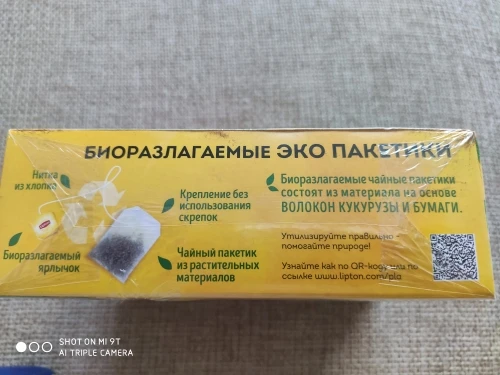 БИОРАЗЛАГАЕМЫЕ ЭКО ПАКЕТИКИ
Нитка
из хлопка
Биоразлагаемый
ярлычок
Крепление без
использования
скрепок
Чайный пакетик
из растительных
материалов
Биоразлагаемые чайные пакетики
состоят из материала на основе
ВОЛОКОН КУКУРУЗЫ И БУМАГИ.
Утилизируйте правильно -
помогайте природе!
Узнайте как по QR-коду или по
ссылке www.lipton.com/pla
SHOT ON MI 9T
AI TRIPLE CAMERA